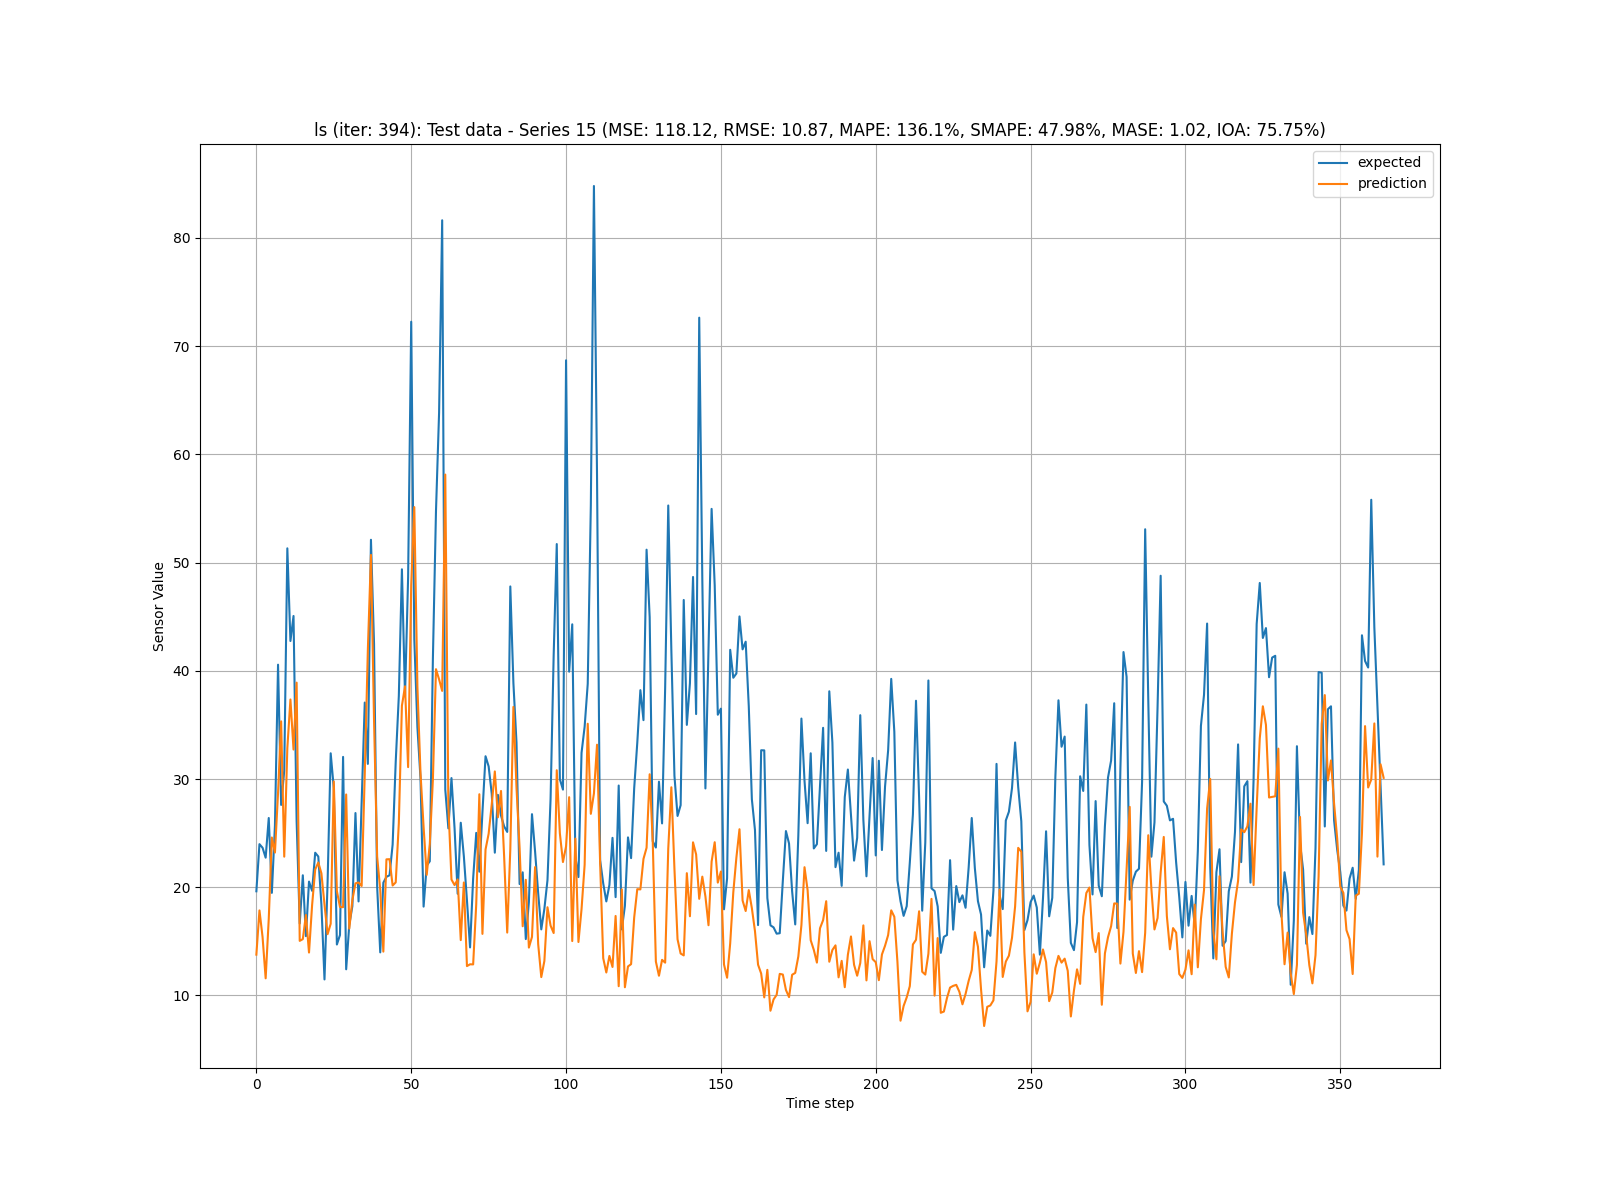 ls (iter: 394): Test data - Series 15 (MSE: 118.12, RMSE: 10.87, MAPE: 136.1%, SMAPE: 47.98%, MASE: 1.02, IOA: 75.75%)
expected
prediction
80
70
60
50
40
30
20
10
Sensor Value
0 50 100 150 200 250 300 350
Time step